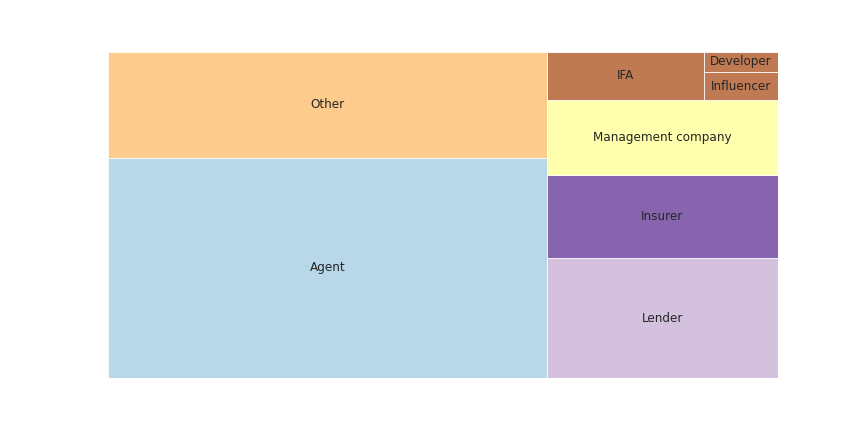 Other
Agent
IFA
Developer
Influencer
Management company
Insurer
Lender